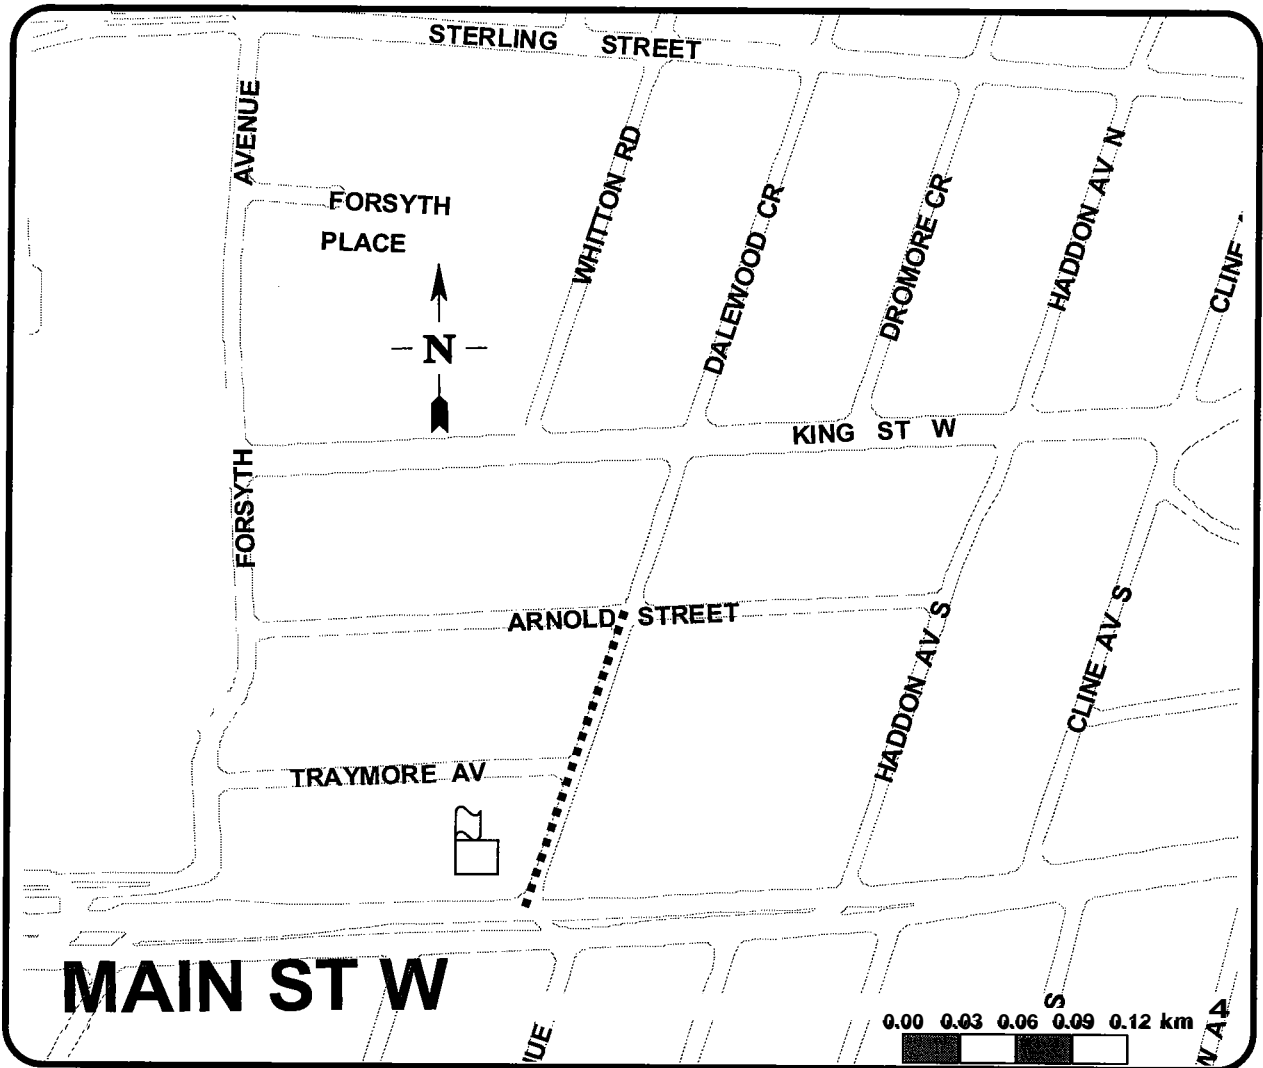 STERLING STREET
AVENUE
FORSYTH
PLACE
WHITTON RD
DALEWOOD CR
DROMORE CR
HADDON AV N
N
KING ST W
FORSYTH
ARNOLD STREET
HADDON AV S
CLINE AV S
TRAYMORE AV
MAIN ST W
S
0.00 0.03 0.06 0.09 0.12 km